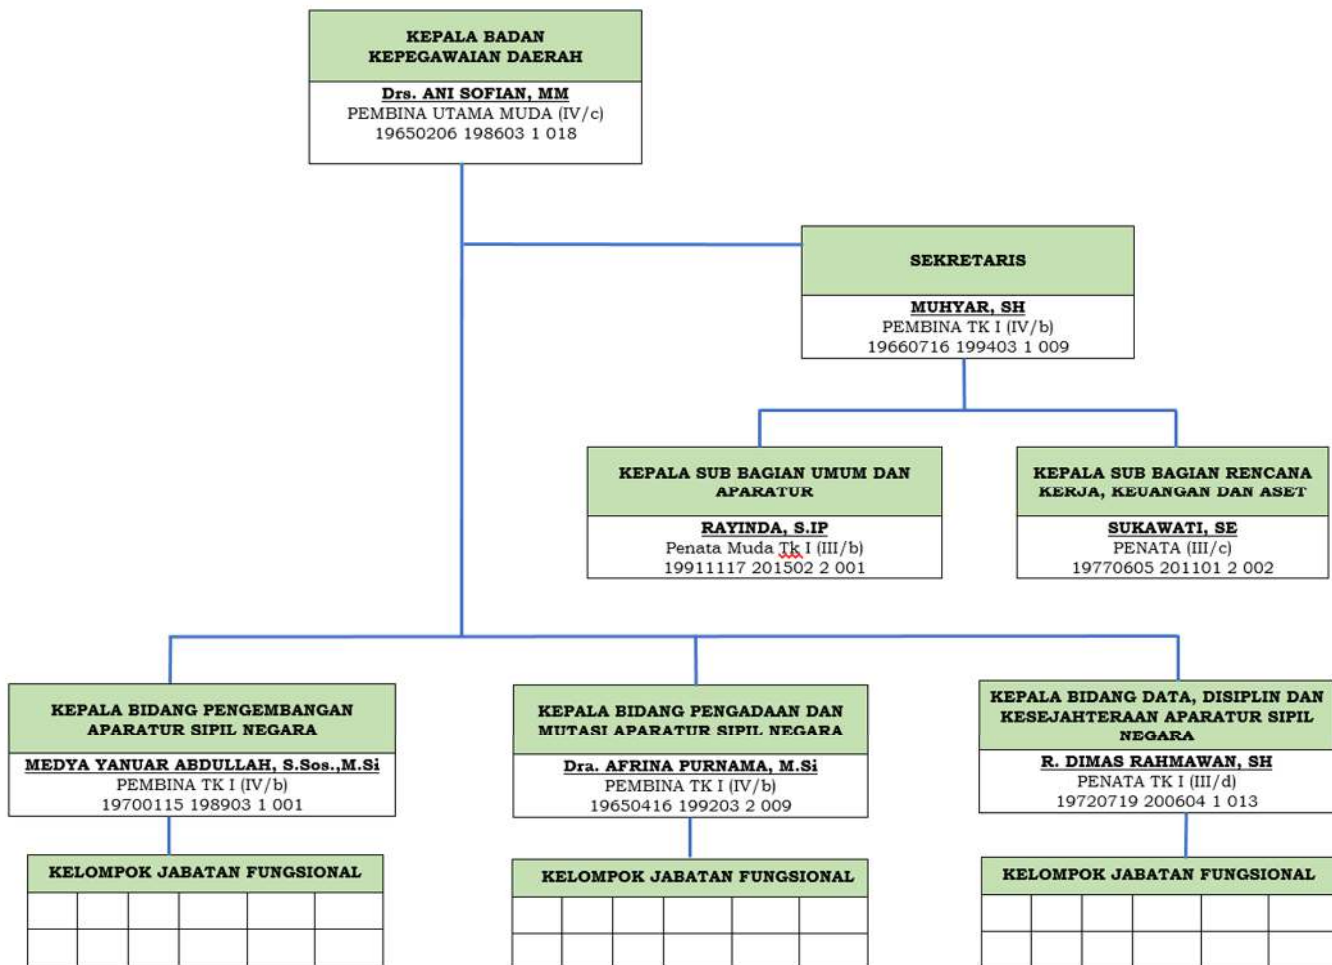 KEPALA BADAN
KEPEGAWAIAN DAERAH
Drs. ANI SOFIAN, MM
PEMBINA UTAMA MUDA (IV/c)
19650206 198603 1 018
SEKRETARIS
MUHYAR, SH
PEMBINA TK I (IV/b)
19660716 199403 1 009
KEPALA SUB BAGIAN UMUM DAN
APARATUR
RAYINDA, S.IP
Penata Muda Tk I (III/b)
19911117 201502 2 001
KEPALA SUB BAGIAN RENCANA
KERJA, KEUANGAN DAN ASET
SUKAWATI, SE
PENATA (III/c)
19770605 201101 2 002
KEPALA BIDANG PENGEMBANGAN
APARATUR SIPIL NEGARA
MEDYA YANUAR ABDULLAH, S.Sos.,M.Si
PEMBINA TK I (IV/b)
19700115 198903 1 001
KEPALA BIDANG PENGADAAN DAN
MUTASI APARATUR SIPIL NEGARA
Dra. AFRINA PURNAMA, M.Si
PEMBINA TK I (IV/b)
19650416 199203 2 009
KEPALA BIDANG DATA, DISIPLIN DAN
KESEJAHTERAAN APARATUR SIPIL
NEGARA
R. DIMAS RAHMAWAN, SH
PENATA TK I (III/d)
19720719 200604 1 013
KELOMPOK JABATAN FUNGSIONAL
KELOMPOK JABATAN FUNGSIONAL
KELOMPOK JABATAN FUNGSIONAL